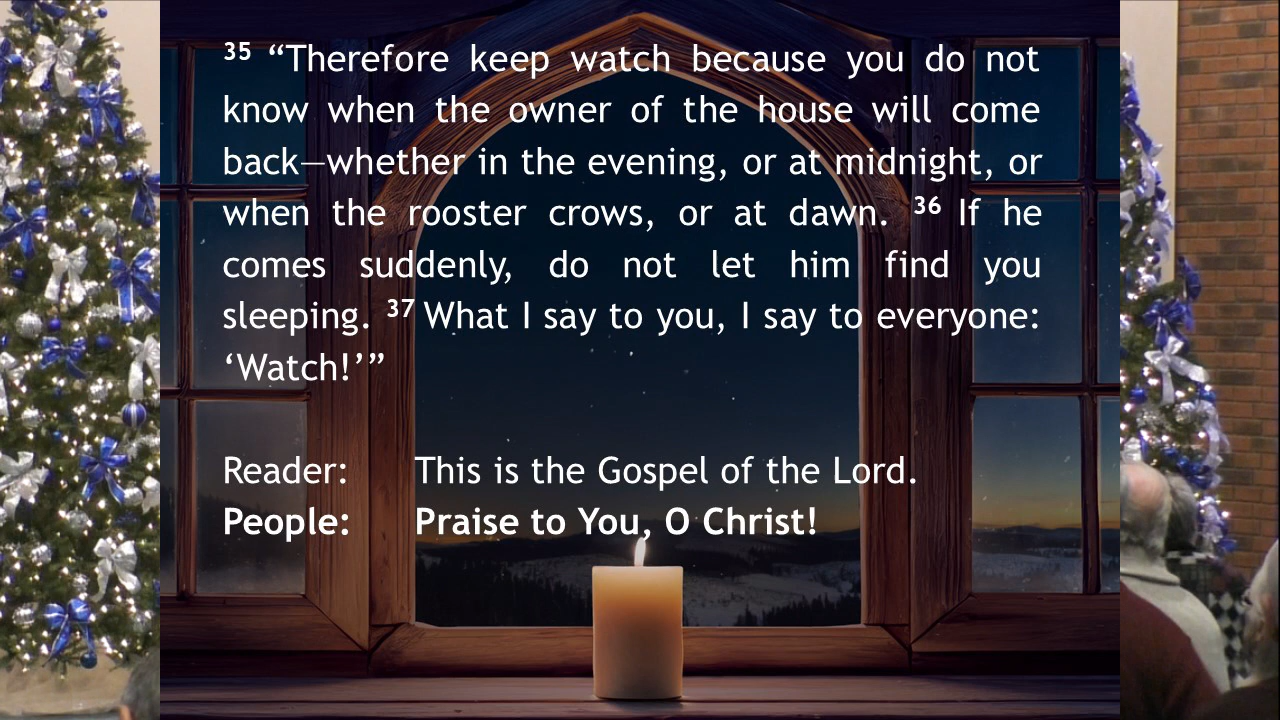 35 “Therefore keep watch because you do not
know when the owner of the house will come
back—whether in the evening, or at midnight, or
when the rooster crows, or at dawn. 36 If he
comes suddenly, do not let him find you
sleeping. 37 What I say to you, I say to everyone:
‘Watch!’”
Reader: This is the Gospel of the Lord.
People: Praise to You, O Christ!